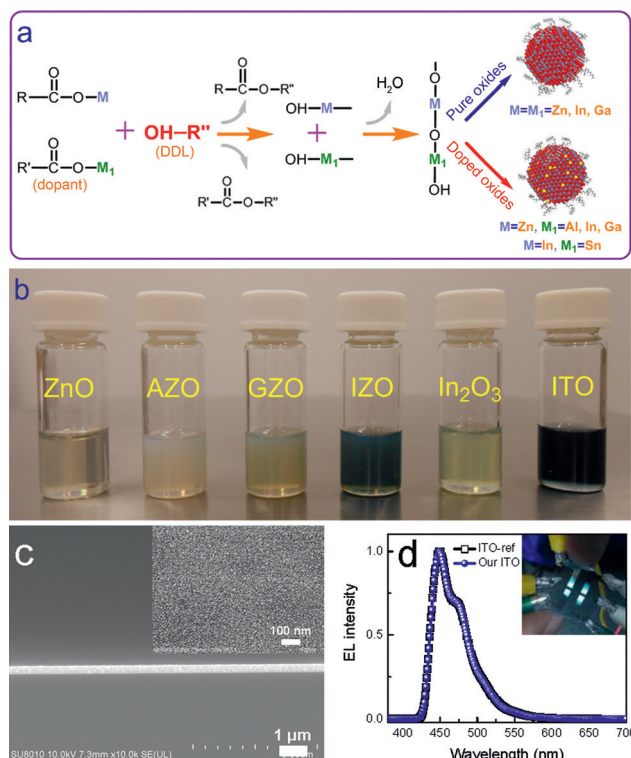 a
O
R—C—O—M
+
R'—C—O—M₁
O
(dopant)
OH—R"
(DDL)
O
R—C—O—R"
O
R'—C—O—R"
OH—M—
+
OH—M₁—
H₂O
O
M
O
M₁
OH
Pure oxides
Doped oxides
M=M₁=Zn, In, Ga
M=Zn, M₁=Al, In, Ga
M=In, M₁=Sn
b
ZnO AZO GZO IZO In₂O₃ ITO
c
100 nm
1 μm
SU8010 10.0kV 7.3mm x10.0k SE(UL)
d
ITO-ref
Our ITO
EL intensity
1.0
0.5
0.0
400 450 500 550 600 650 700
Wavelength (nm)